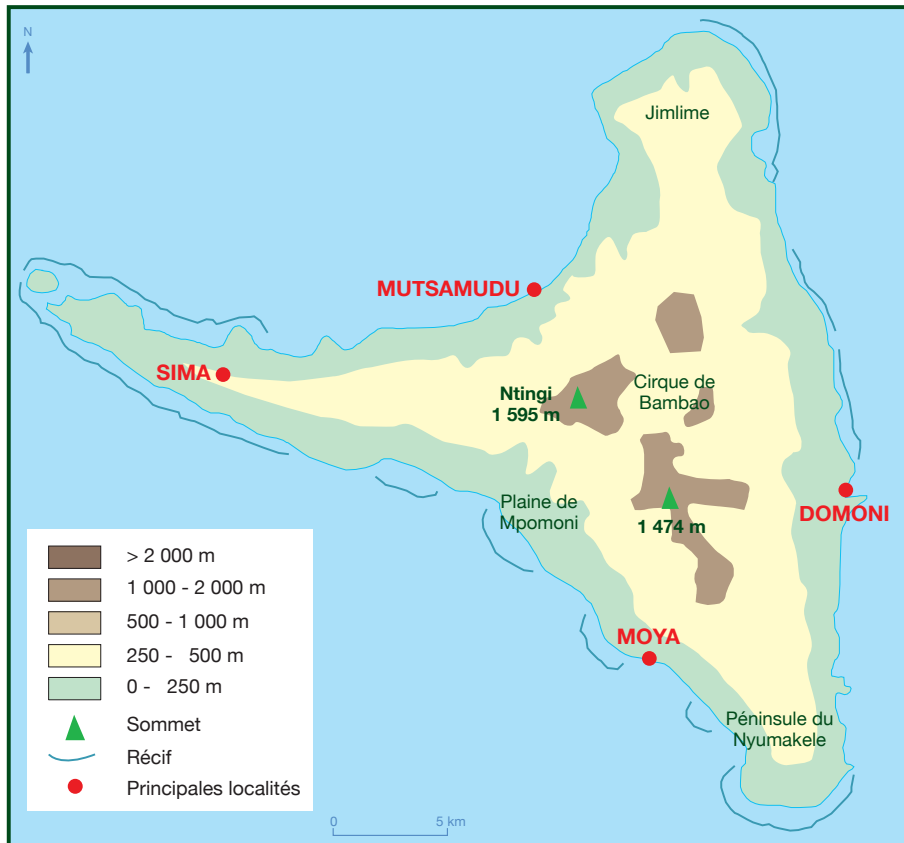 N
Jimlime
MUTSAMUDU
SIMA
Ntingi
1 595 m
Cirque de
Bambao
Plaine de
Mpomoni
DOMONI
1 474 m
MOYA
Péninsule du
Nyumakele
> 2 000 m
1 000 - 2 000 m
500 - 1 000 m
250 - 500 m
0 - 250 m
Sommet
Récif
Principales localités
0 5 km